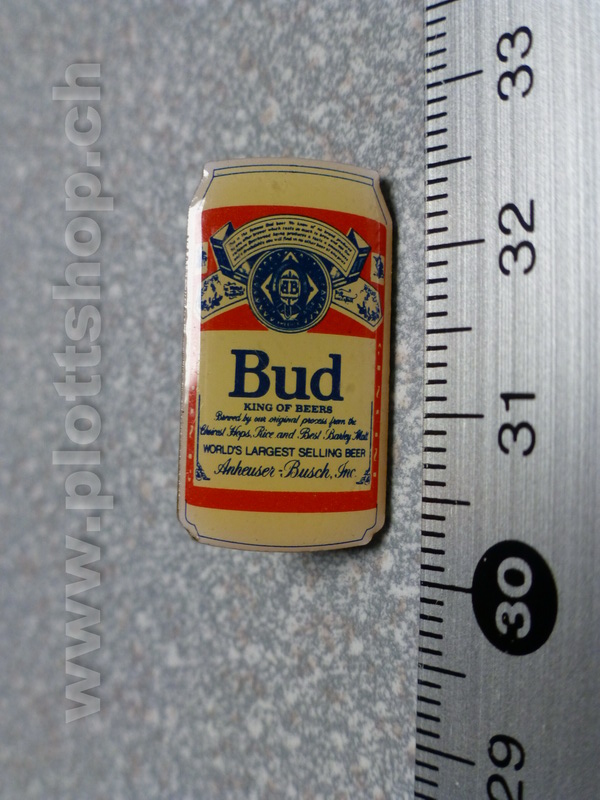 www.plottshop.ch
Bud
KING OF BEERS
Brewed by our original process from the
Choicest Hops, Rice and Best Barley Malt
WORLD'S LARGEST SELLING BEER
Anheuser-Busch, Inc.
33
32
31
30
29